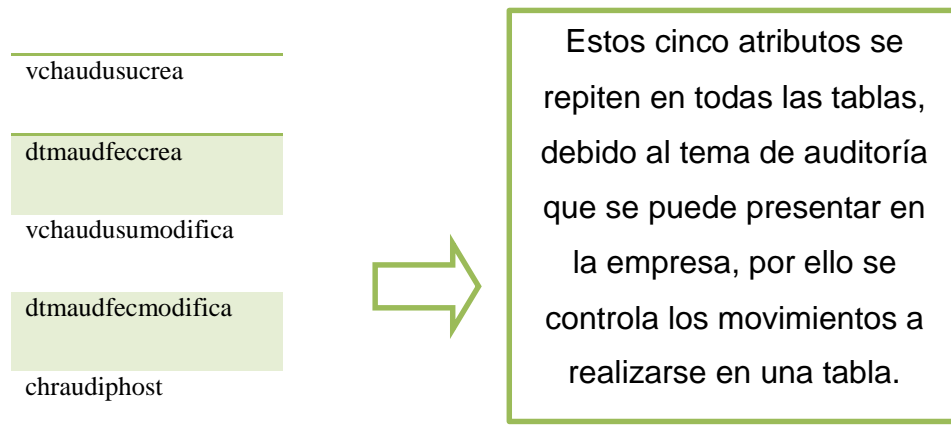 vchaudusucrea
dtmaudfeccrea
vchaudusumodifica
dtmaudfecmodifica
chraudiphost
Estos cinco atributos se
repiten en todas las tablas,
debido al tema de auditoría
que se puede presentar en
la empresa, por ello se
controla los movimientos a
realizarse en una tabla.